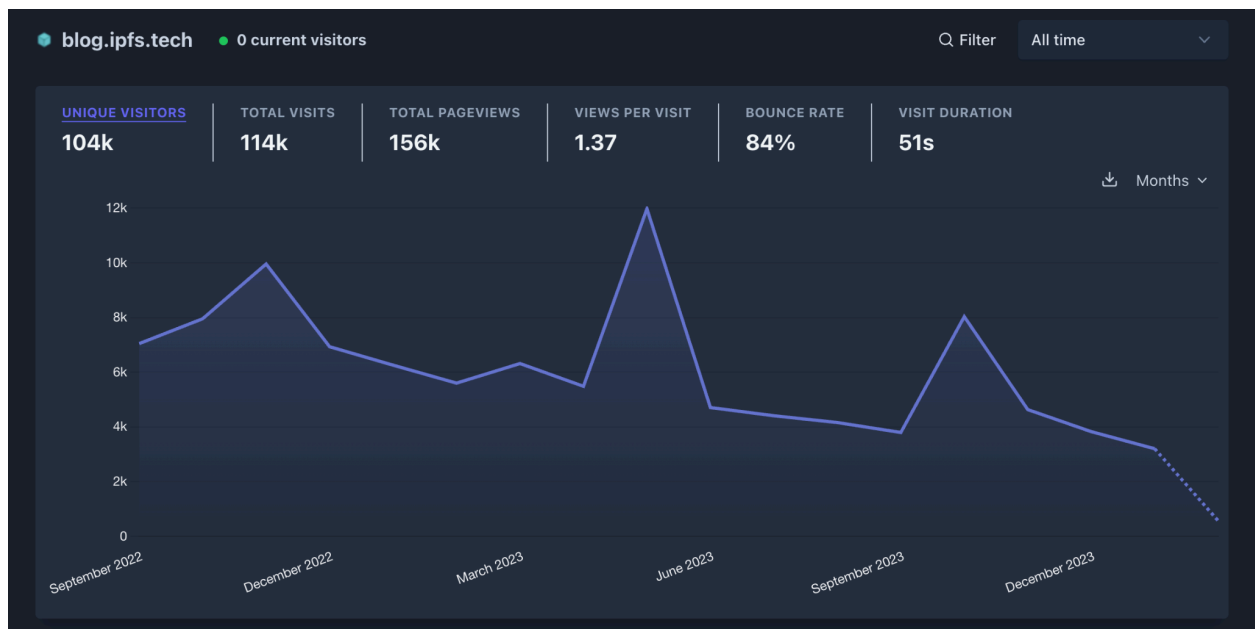 blog.ipfs.tech 0 current visitors Filter All time
UNIQUE VISITORS TOTAL VISITS TOTAL PAGEVIEWS VIEWS PER VISIT BOUNCE RATE VISIT DURATION
104k 114k 156k 1.37 84% 51s
Months
12k
10k
8k
6k
4k
2k
0
September 2022 December 2022 March 2023 June 2023 September 2023 December 2023